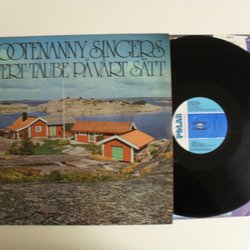 OOTENANNY SINGERS
VERT TAUBE PÅ VÅRT SÄTT
POLAR